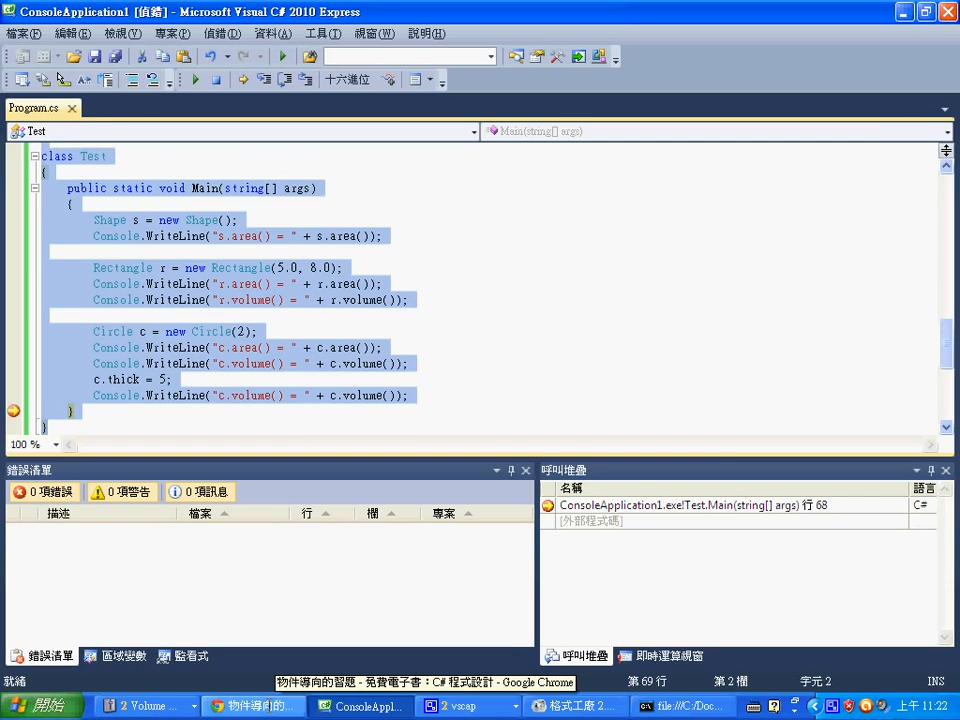 ConsoleApplication1 [偵錯] - Microsoft Visual C# 2010 Express
檔案(F) 編輯(E) 檢視(V) 專案(P) 偵錯(D) 資料(A) 工具(T) 視窗(W) 說明(H)
十六進位
Program.cs
Test
Main(string[] args)
class Test
{
public static void Main(string[] args)
{
Shape s = new Shape();
Console.WriteLine("s.area() = " + s.area());
Rectangle r = new Rectangle(5.0, 8.0);
Console.WriteLine("r.area() = " + r.area());
Console.WriteLine("r.volume() = " + r.volume());
Circle c = new Circle(2);
Console.WriteLine("c.area() = " + c.area());
Console.WriteLine("c.volume() = " + c.volume());
c.thick = 5;
Console.WriteLine("c.volume() = " + c.volume());
}
}
100 %
錯誤清單
0 項錯誤 0 項警告 0 項訊息
描述 檔案 行 欄 專案
呼叫堆疊
名稱 語言
ConsoleApplication1.exe!Test.Main(string[] args) 行 68 C#
[外部程式碼]
錯誤清單 區域變數 監看式
呼叫堆疊 即時運算視窗
就緒
物件導向的習題 - 免費電子書：C# 程式設計 - Google Chrome
第 69 行 第 2 欄 字元 2 INS
開始 2 Volume ... 物件導向的... ConsoleAppl... 2 vscap 格式工廠 2.... file:///C:/Doc... 上午 11:22